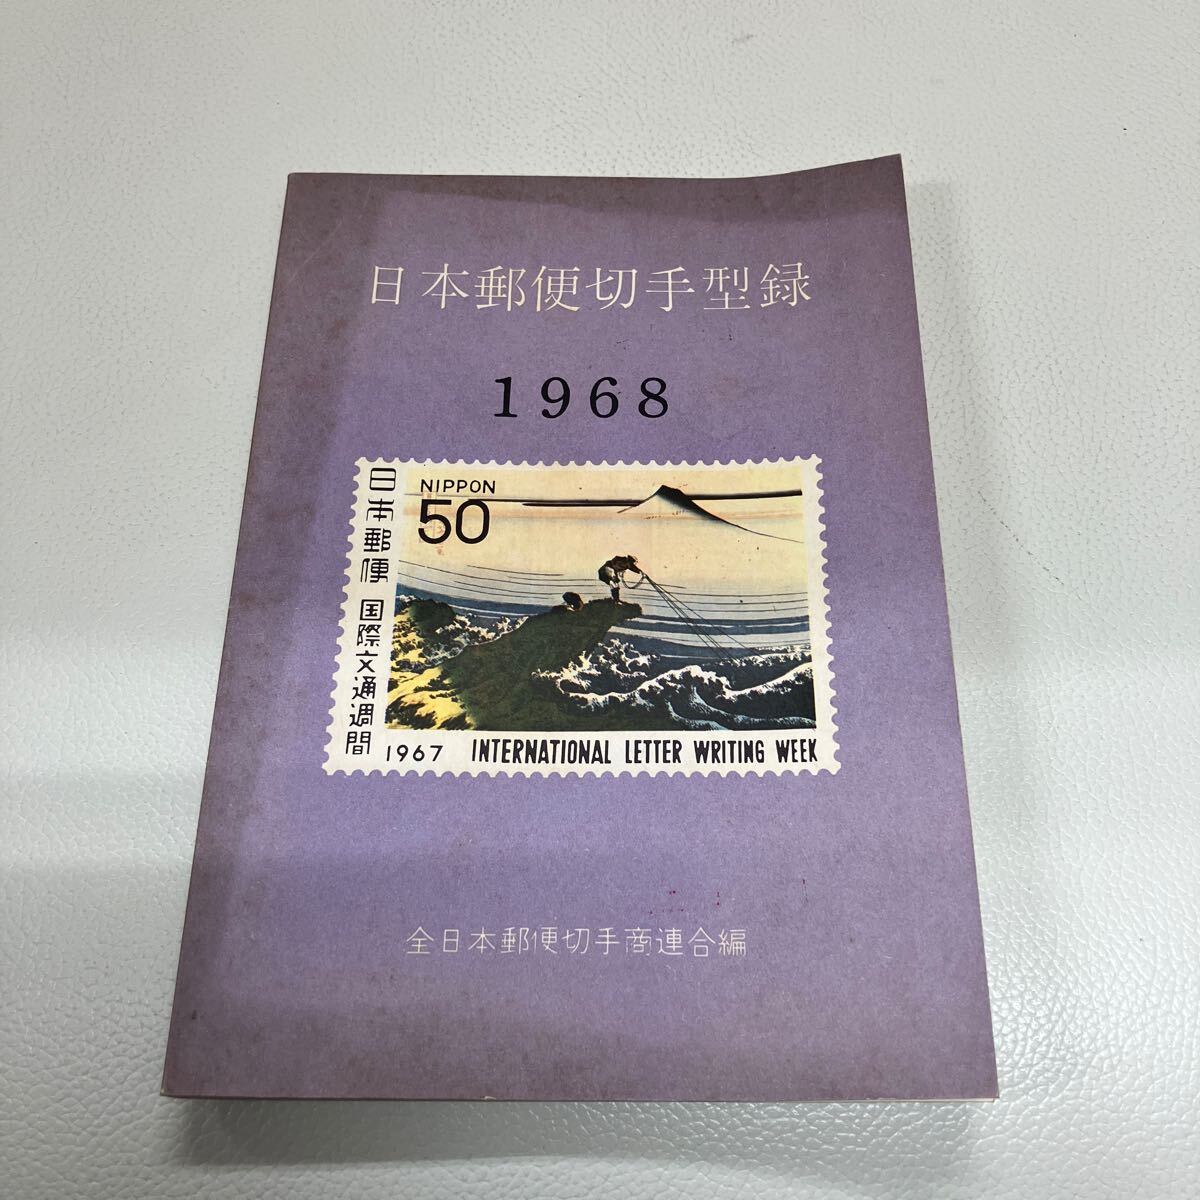 日本郵便切手型録
1968
日本郵便 国際文通週間
NIPPON
50
1967 INTERNATIONAL LETTER WRITING WEEK
全日本郵便切手商連合編